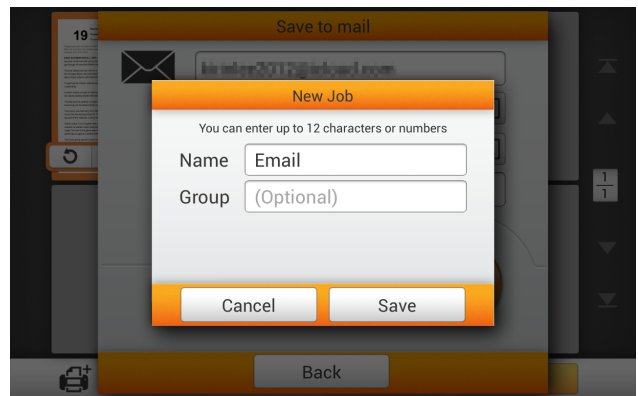 Save to mail
19
New Job
You can enter up to 12 characters or numbers
Name Email
Group (Optional)
1
1
Cancel Save
Back